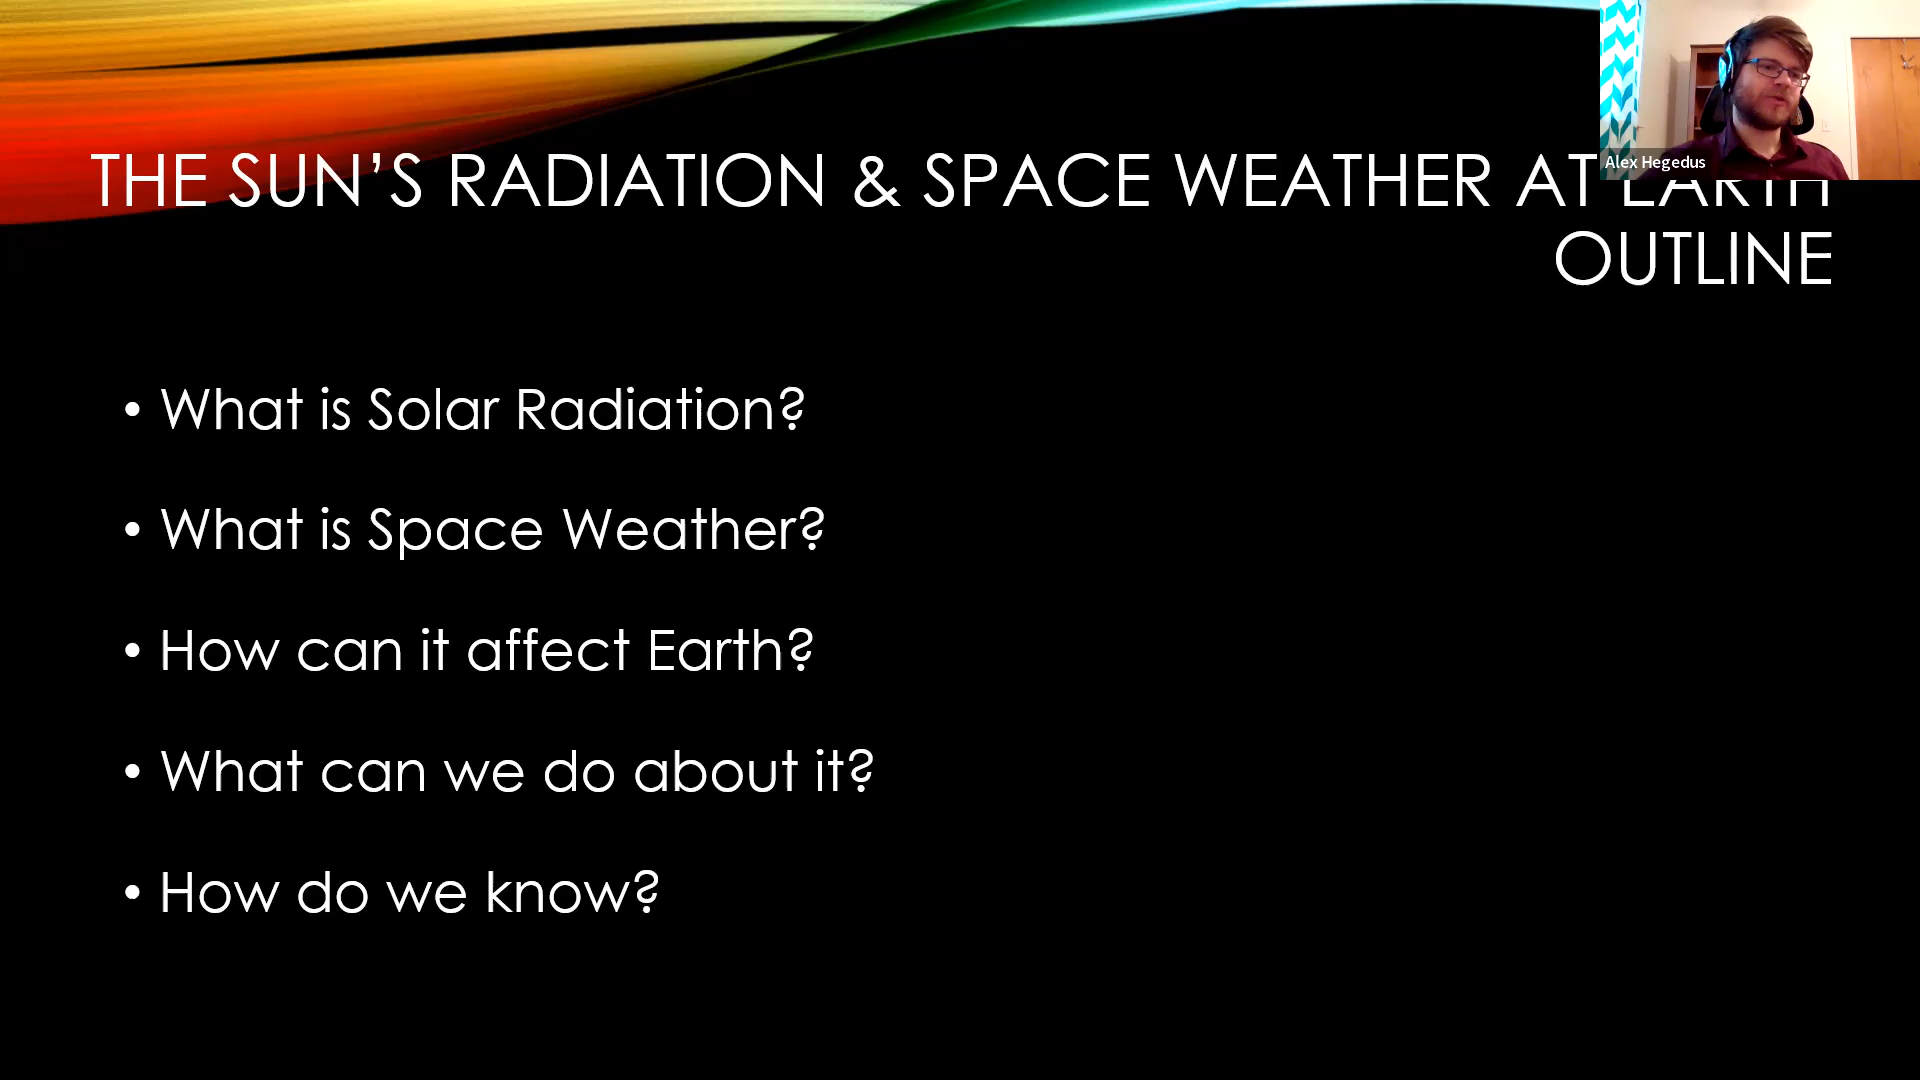 THE SUN’S RADIATION & SPACE WEATHER AT EARTH
OUTLINE
Alex Hegedus
• What is Solar Radiation?
• What is Space Weather?
• How can it affect Earth?
• What can we do about it?
• How do we know?